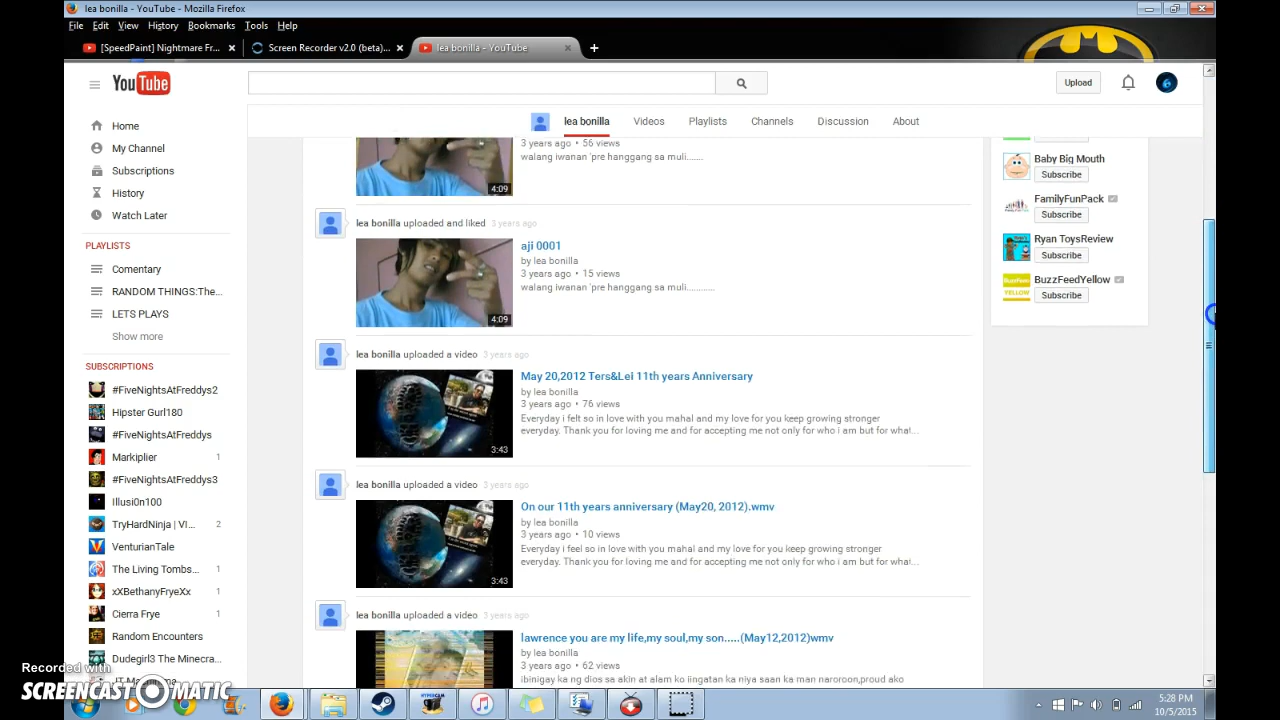 lea bonilla - YouTube - Mozilla Firefox
File Edit View History Bookmarks Tools Help
[SpeedPaint] Nightmare Fr...
Screen Recorder v2.0 (beta)...
lea bonilla - YouTube
YouTube
Upload
lea bonilla Videos Playlists Channels Discussion About
Home
My Channel
Subscriptions
History
Watch Later
PLAYLISTS
Comentary
RANDOM THINGS:The...
LETS PLAYS
Show more
SUBSCRIPTIONS
#FiveNightsAtFreddys2
Hipster Gurl180
#FiveNightsAtFreddys
Markiplier 1
#FiveNightsAtFreddys3
Illusi0n100
TryHardNinja | VI... 2
VenturianTale
The Living Tombs... 1
xXBethanyFryeXx 1
Cierra Frye 1
Random Encounters
Dudegirl3 The Minecra...
3 years ago • 56 views
walang iwanan 'pre hanggang sa muli.......
4:09
lea bonilla uploaded and liked 3 years ago
aji 0001
by lea bonilla
3 years ago • 15 views
walang iwanan 'pre hanggang sa muli............
4:09
lea bonilla uploaded a video 3 years ago
May 20,2012 Ters&Lei 11th years Anniversary
by lea bonilla
3 years ago • 76 views
Everyday i felt so in love with you mahal and my love for you keep growing stronger
everyday. Thank you for loving me and for accepting me not only for who i am but for what...
3:43
lea bonilla uploaded a video 3 years ago
On our 11th years anniversary (May20, 2012).wmv
by lea bonilla
3 years ago • 10 views
Everyday i feel so in love with you mahal and my love for you keep growing stronger
everyday. Thank you for loving me and for accepting me not only for who i am but for what...
3:43
lea bonilla uploaded a video 3 years ago
lawrence you are my life,my soul,my son.....(May12,2012)wmv
by lea bonilla
3 years ago • 62 views
ibinigay ka ng dios sa akin at alam ko iingatan ka niya saan ka man naroroon,proud ako
Baby Big Mouth
Subscribe
FamilyFunPack
Subscribe
Ryan ToysReview
Subscribe
BuzzFeedYellow
Subscribe
Recorded with
SCREENCAST MATIC
5:28 PM
10/5/2015